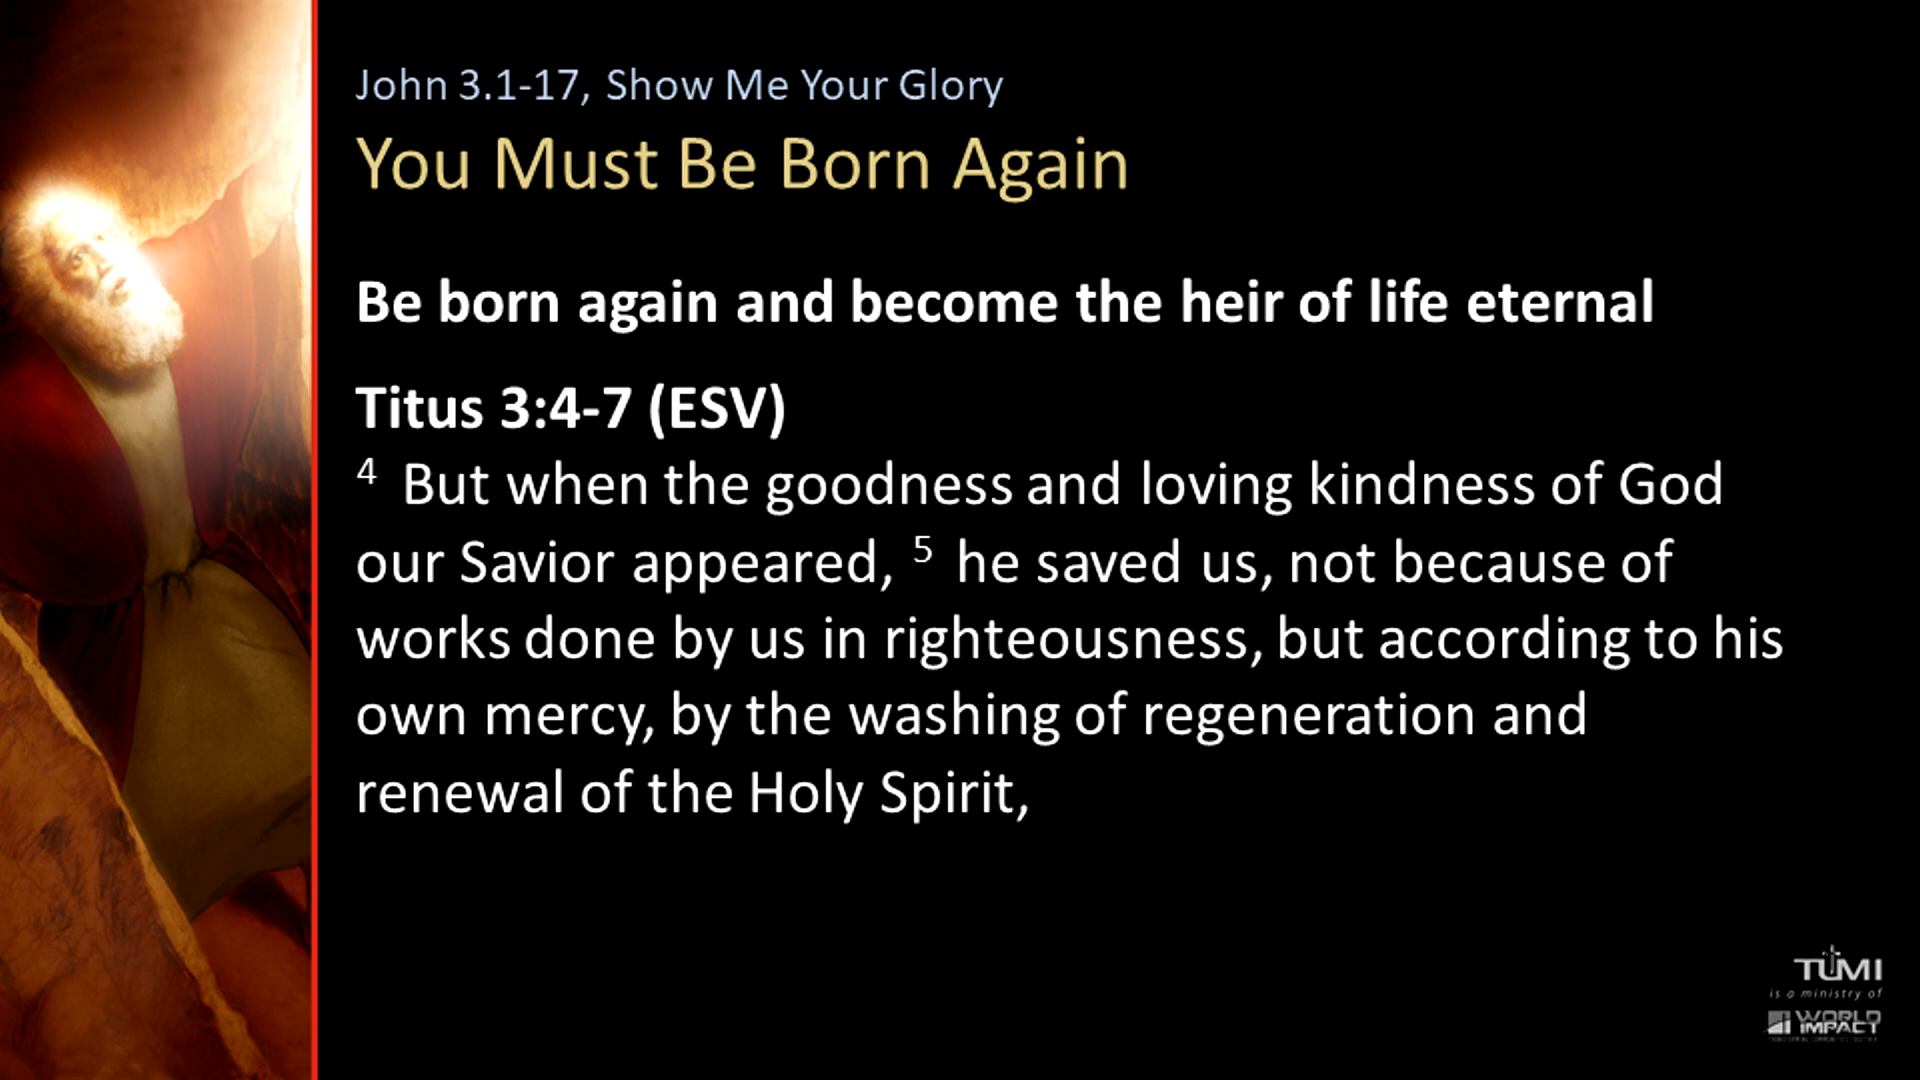 John 3.1-17, Show Me Your Glory
You Must Be Born Again
Be born again and become the heir of life eternal
Titus 3:4-7 (ESV)
4 But when the goodness and loving kindness of God
our Savior appeared, 5 he saved us, not because of
works done by us in righteousness, but according to his
own mercy, by the washing of regeneration and
renewal of the Holy Spirit,
TUMI
is a ministry of
WORLD
IMPACT